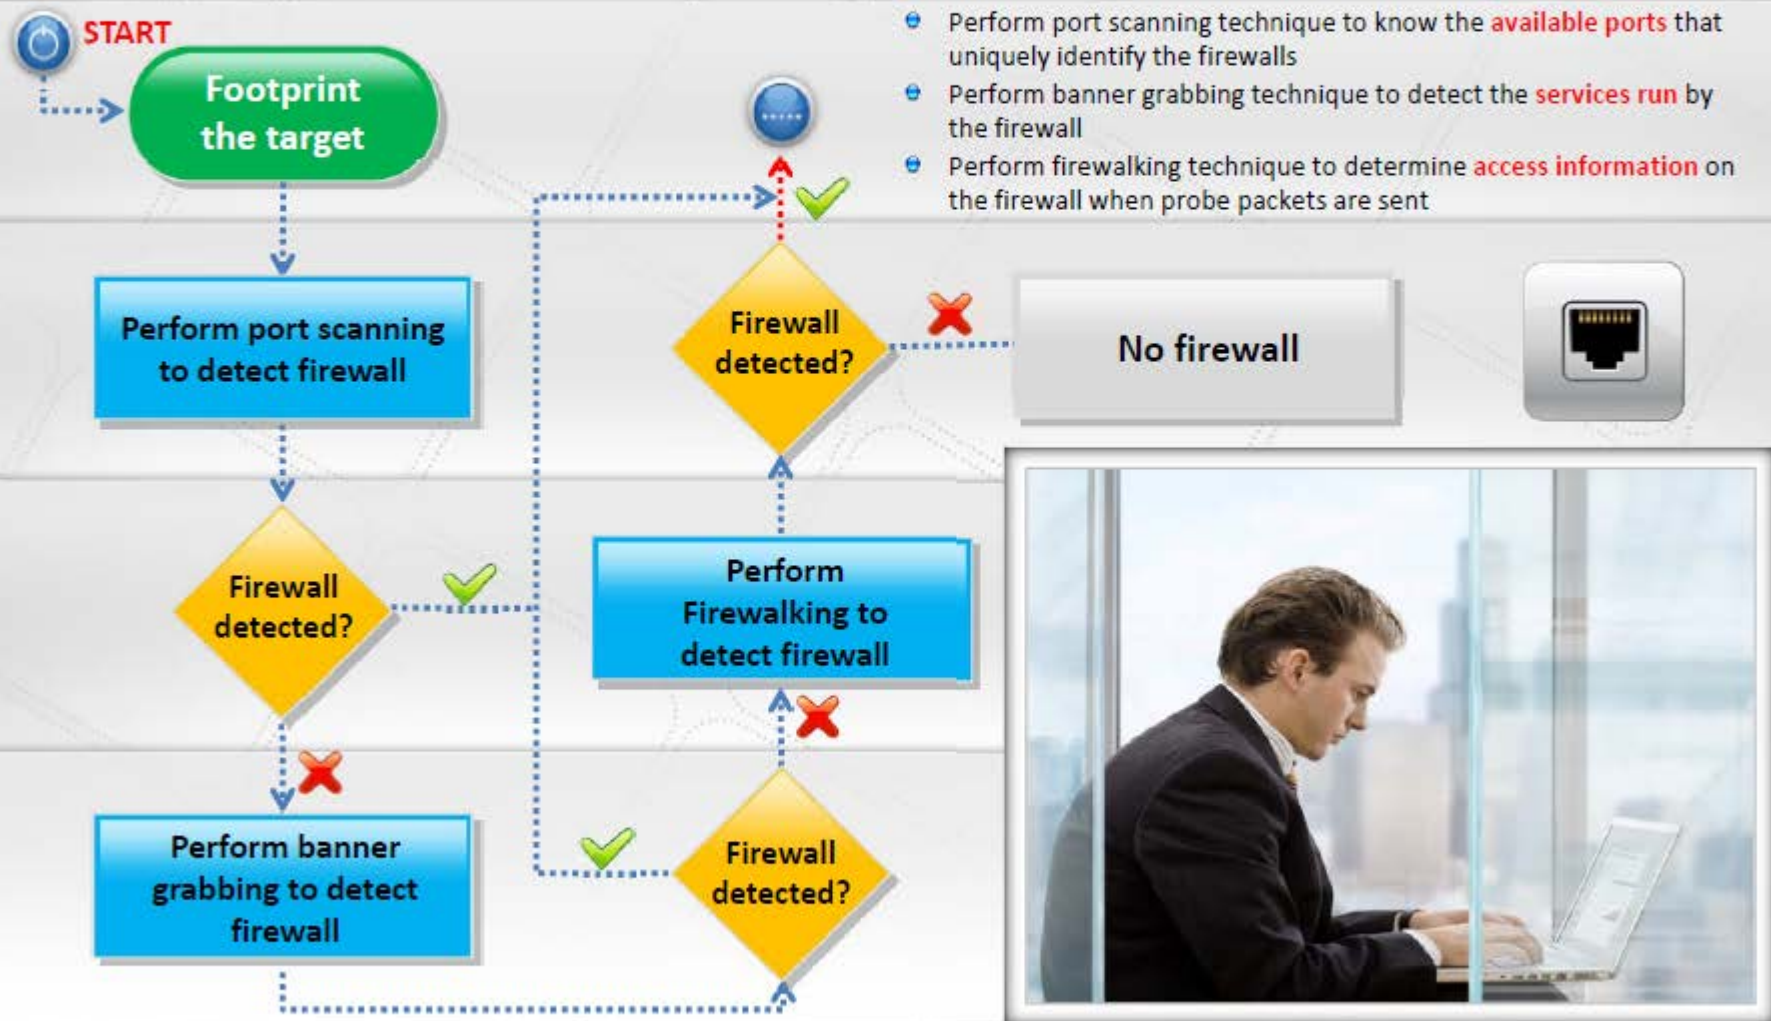 START
Footprint
the target
Perform port scanning technique to know the available ports that
uniquely identify the firewalls
Perform banner grabbing technique to detect the services run by
the firewall
Perform firewalking technique to determine access information on
the firewall when probe packets are sent
Perform port scanning
to detect firewall
Firewall
detected?
No firewall
Firewall
detected?
Perform
Firewalking to
detect firewall
Perform banner
grabbing to detect
firewall
Firewall
detected?